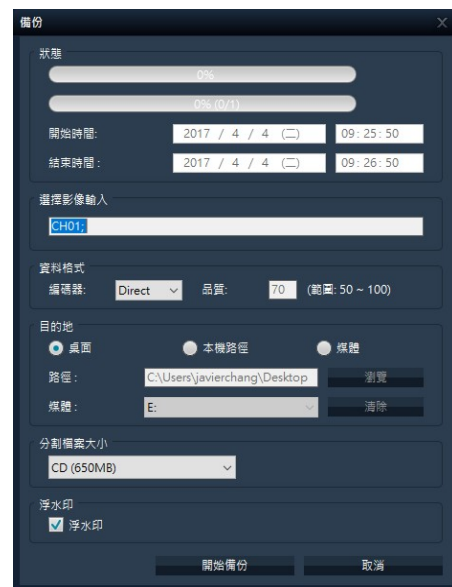 備份
狀態
0%
0% (0/1)
開始時間: 2017 / 4 / 4 (二) 09:25:50
結束時間: 2017 / 4 / 4 (二) 09:26:50
選擇影像輸入
CH01;
資料格式
編碼器: Direct 品質: 70 (範圍: 50 ~ 100)
目的地
桌面 本機路徑 媒體
路徑: C:\Users\javierchang\Desktop 瀏覽
媒體: E: 清除
分割檔案大小
CD (650MB)
浮水印
浮水印
開始備份 取消